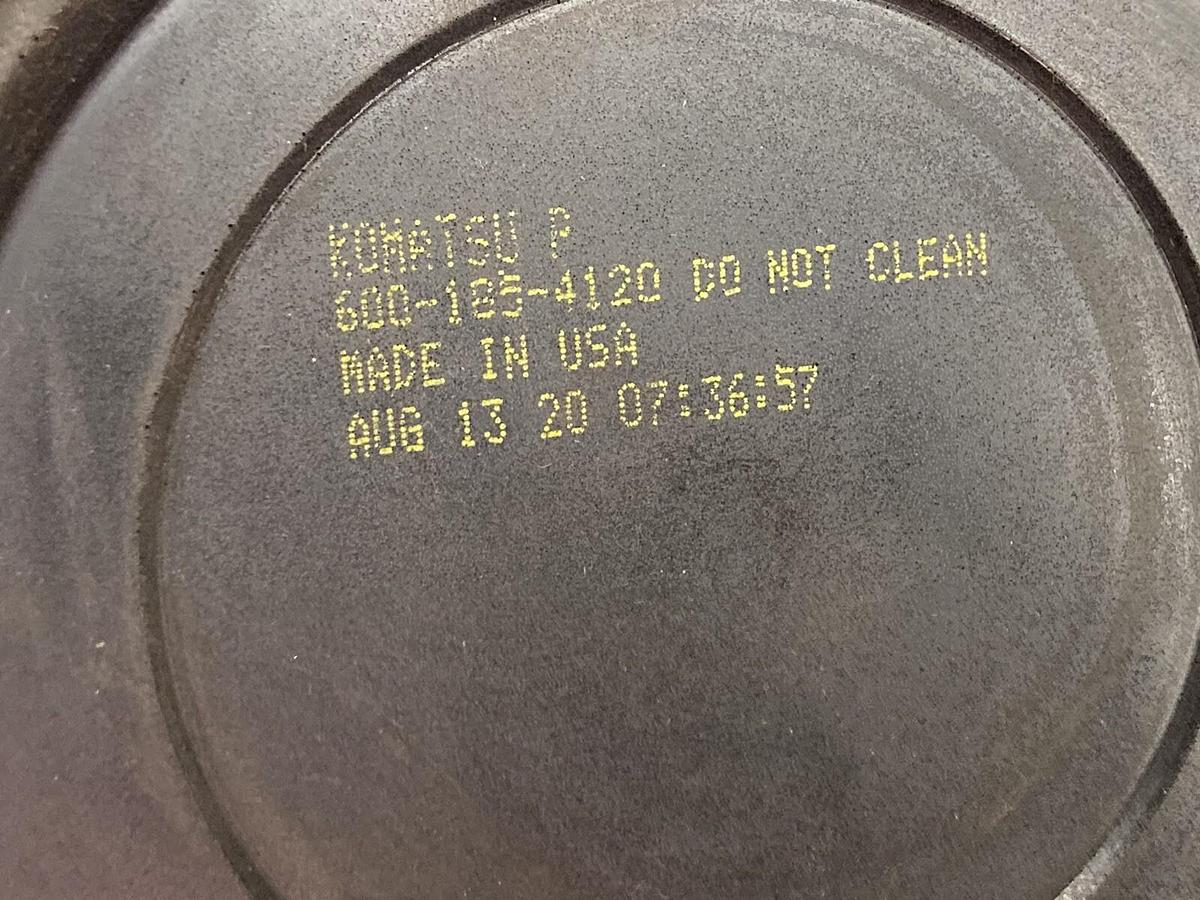 KOMATSU P
600-185-4120 DO NOT CLEAN
MADE IN USA
AUG 13 20 07:36:57